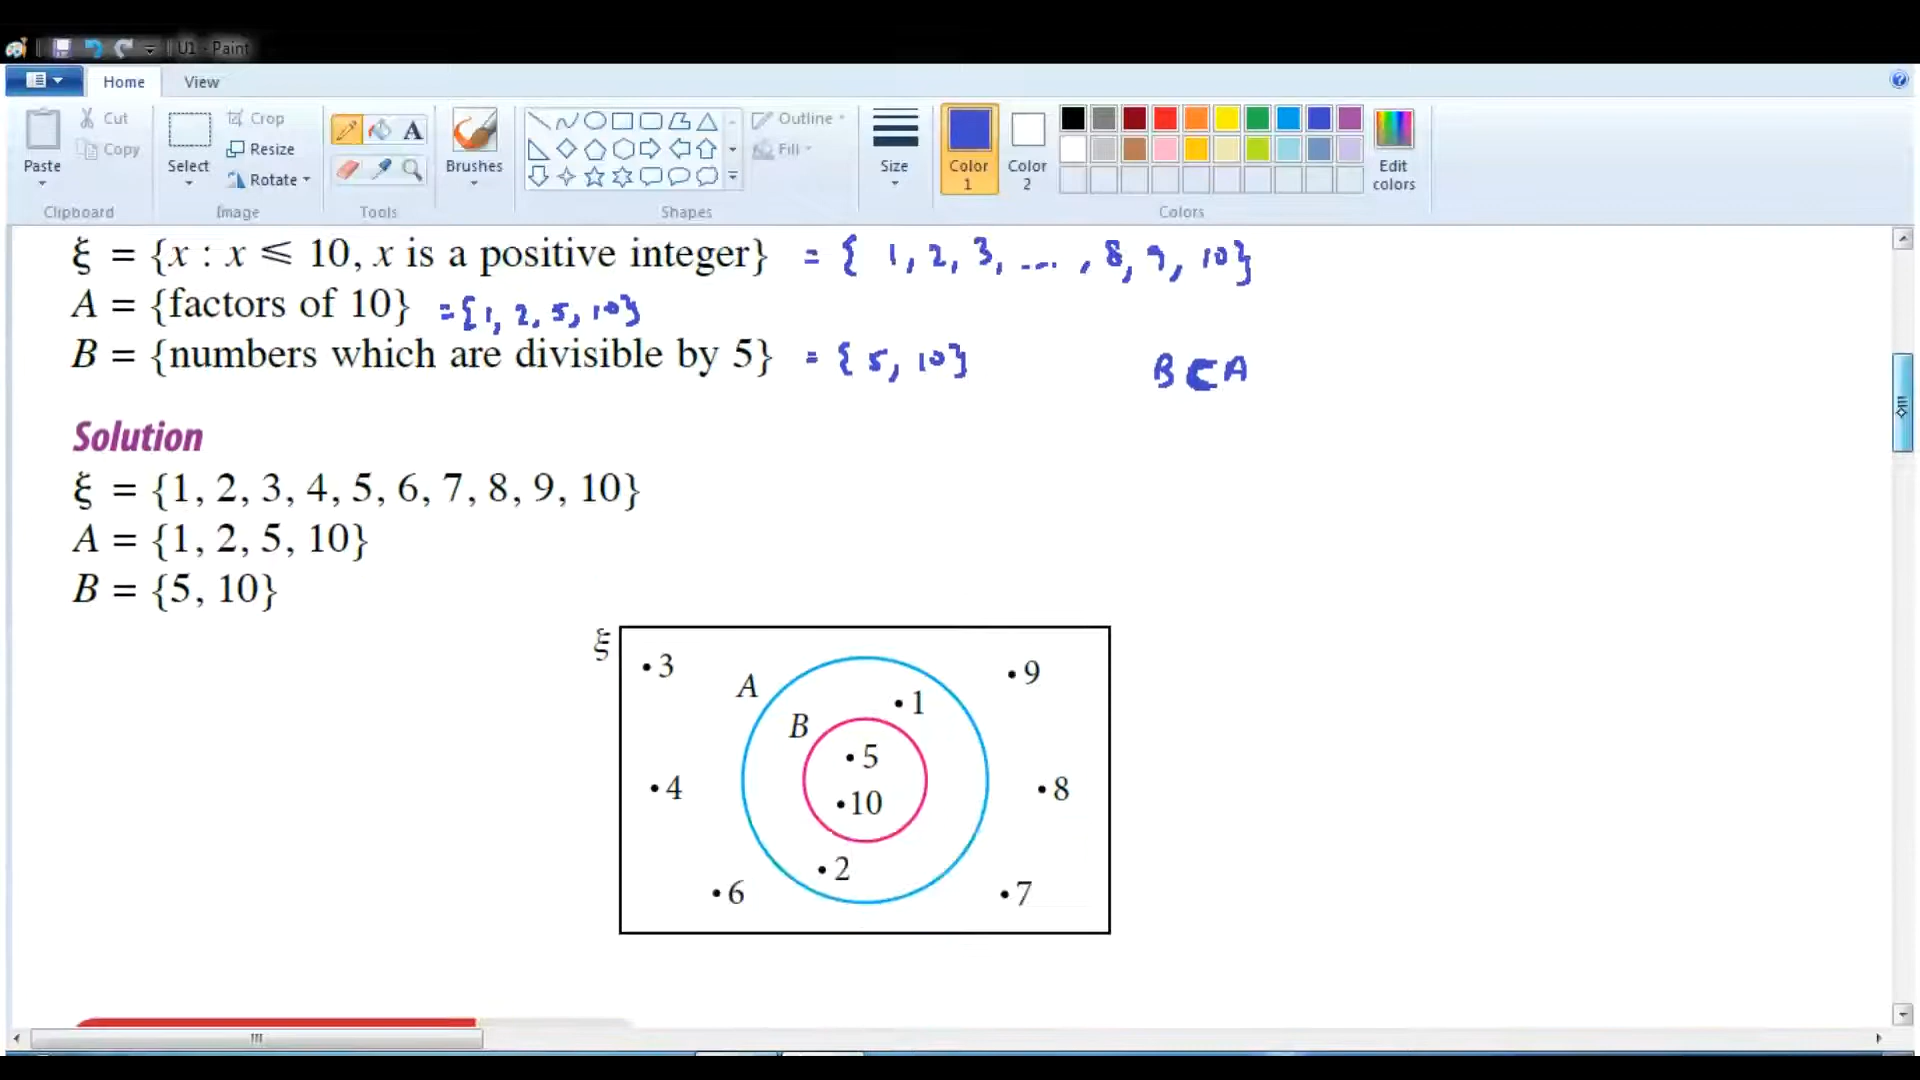 U1 - Paint
Home View
Paste Cut Copy Clipboard
Select Crop Resize Rotate Image
A Tools
Brushes
Outline Fill Shapes
Size
Color 1 Color 2 Edit colors Colors
ξ = {x : x ⩽ 10, x is a positive integer} = { 1, 2, 3, .... , 8, 9, 10}
A = {factors of 10} = {1, 2, 5, 10}
B = {numbers which are divisible by 5} = { 5, 10} B ⊂ A
Solution
ξ = {1, 2, 3, 4, 5, 6, 7, 8, 9, 10}
A = {1, 2, 5, 10}
B = {5, 10}
ξ
• 3 A • 1 • 9
B • 5
• 4 • 10 • 8
• 2
• 6 • 7